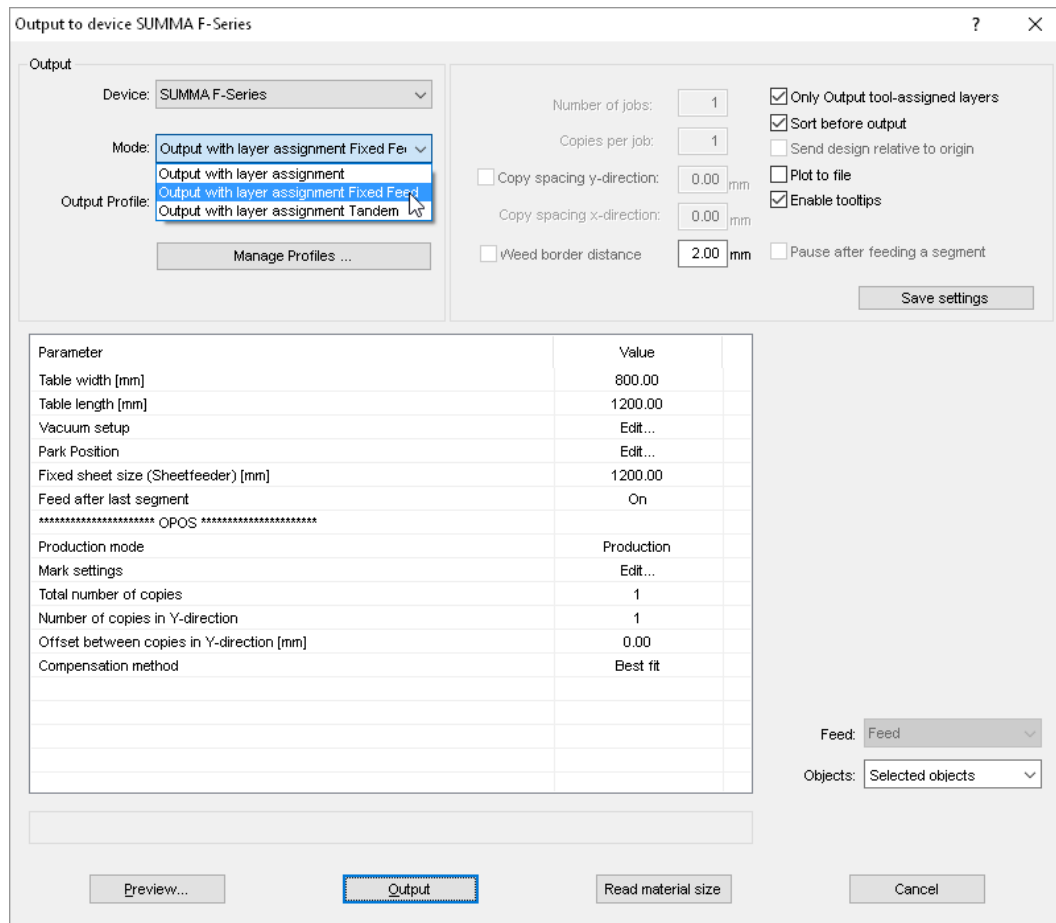 Output to device SUMMA F-Series
?
Output
Device: SUMMA F-Series
Mode: Output with layer assignment Fixed Fe
Output with layer assignment
Output with layer assignment Fixed Feed
Output with layer assignment Tandem
Output Profile:
Manage Profiles ...
Number of jobs: 1
Copies per job: 1
Copy spacing y-direction: 0.00 mm
Copy spacing x-direction: 0.00 mm
Weed border distance 2.00 mm
Only Output tool-assigned layers
Sort before output
Send design relative to origin
Plot to file
Enable tooltips
Pause after feeding a segment
Save settings
Parameter Value
Table width [mm] 800.00
Table length [mm] 1200.00
Vacuum setup Edit...
Park Position Edit...
Fixed sheet size (Sheetfeeder) [mm] 1200.00
Feed after last segment On
********************** OPOS **********************
Production mode Production
Mark settings Edit...
Total number of copies 1
Number of copies in Y-direction 1
Offset between copies in Y-direction [mm] 0.00
Compensation method Best fit
Feed: Feed
Objects: Selected objects
Preview... Output Read material size Cancel